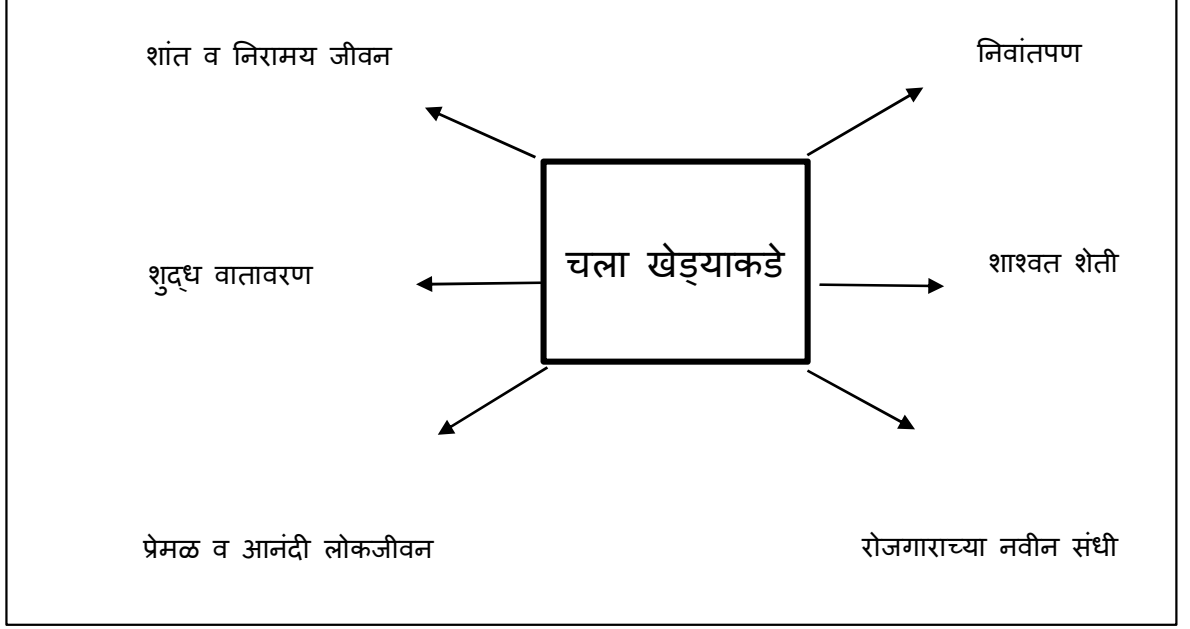 शांत व निरामय जीवन
निवांतपण
चला खेड्याकडे
शुद्ध वातावरण
शाश्वत शेती
प्रेमळ व आनंदी लोकजीवन
रोजगाराच्या नवीन संधी